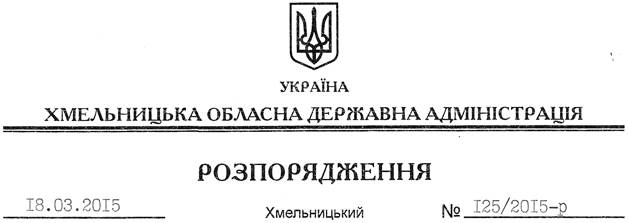 УКРАЇНА
ХМЕЛЬНИЦЬКА ОБЛАСНА ДЕРЖАВНА АДМІНІСТРАЦІЯ
РОЗПОРЯДЖЕННЯ
18.03.2015 Хмельницький № 125/2015-р